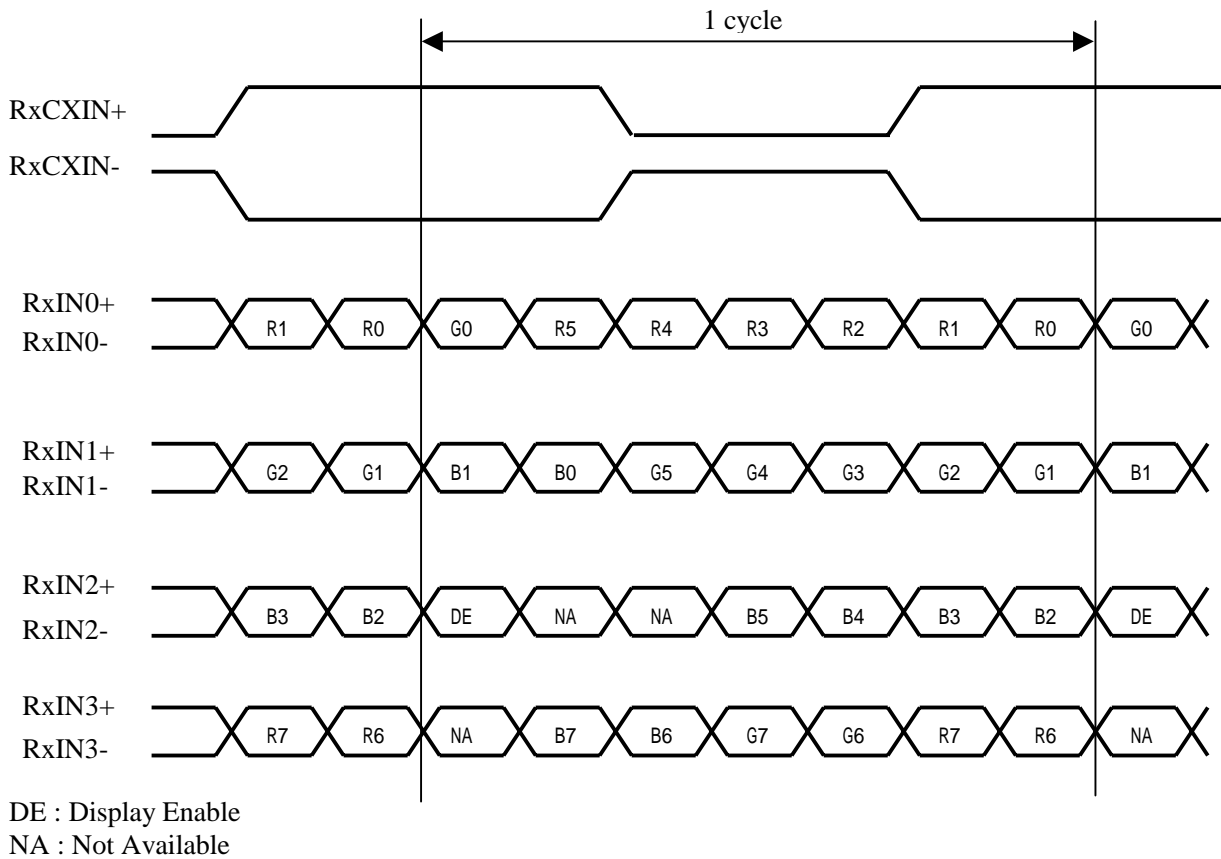 1 cycle
RxCXIN+
RxCXIN-
RxIN0+
R1 R0 G0 R5 R4 R3 R2 R1 R0 G0
RxIN0-
RxIN1+
G2 G1 B1 B0 G5 G4 G3 G2 G1 B1
RxIN1-
RxIN2+
B3 B2 DE NA NA B5 B4 B3 B2 DE
RxIN2-
RxIN3+
R7 R6 NA B7 B6 G7 G6 R7 R6 NA
RxIN3-
DE : Display Enable
NA : Not Available